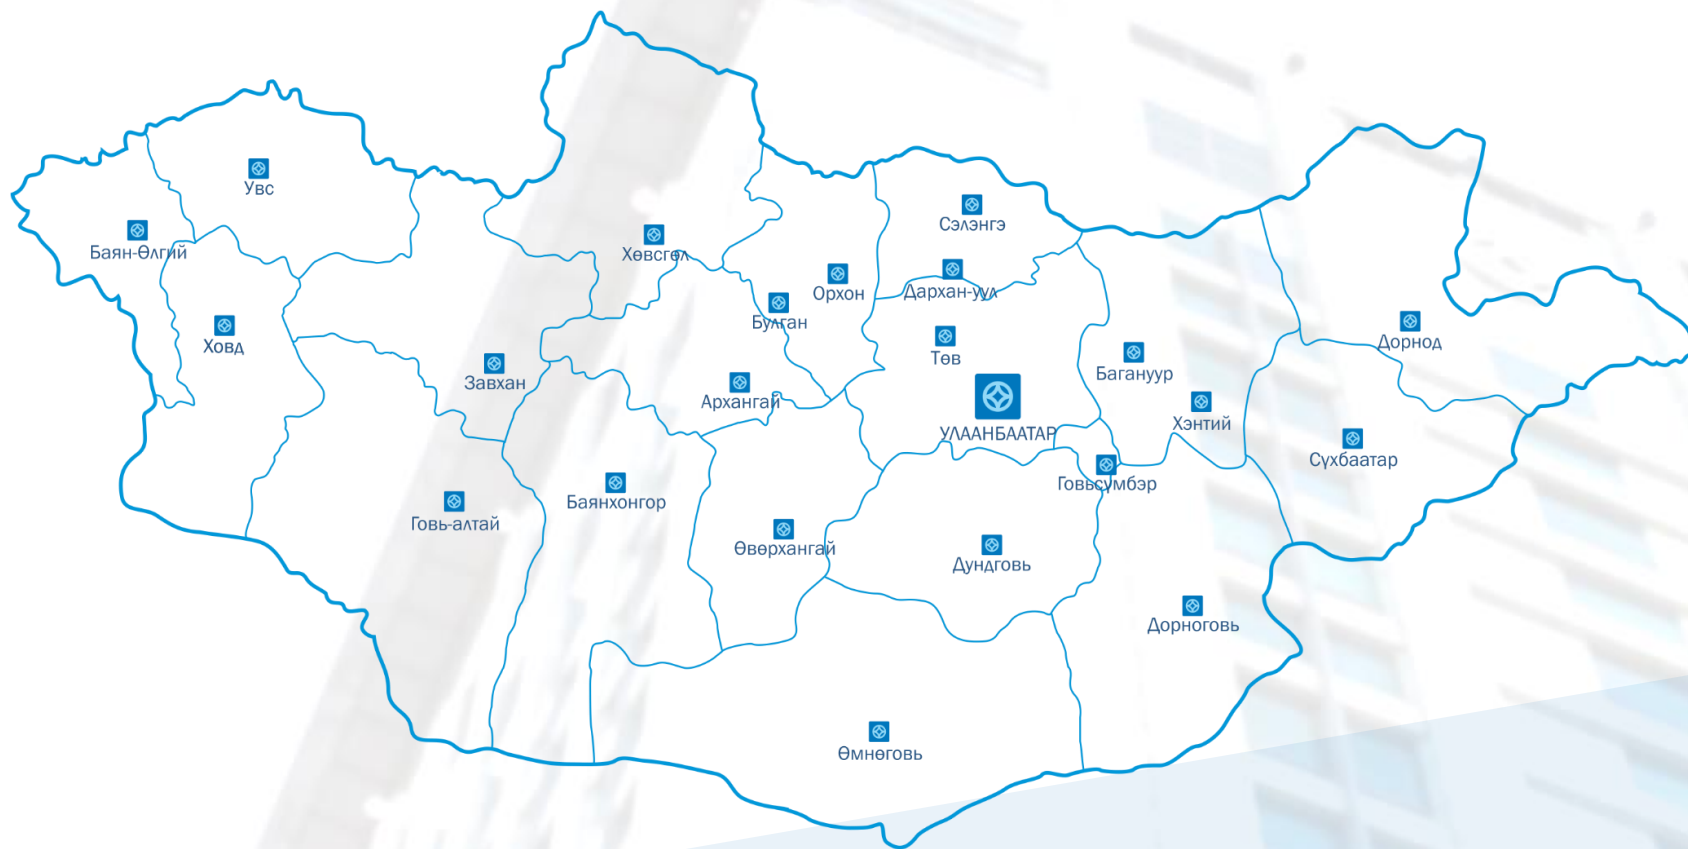 Увс
Сэлэнгэ
Баян-Өлгий
Хөвсгөл
Орхон
Дархан-уул
Булган
Ховд
Төв
Дорнод
Багануур
Завхан
Архангай
Хэнтий
УЛААНБААТАР
Сүхбаатар
Говьсүмбэр
Баянхонгор
Говь-алтай
Өвөрхангай
Дундговь
Дорноговь
Өмнөговь